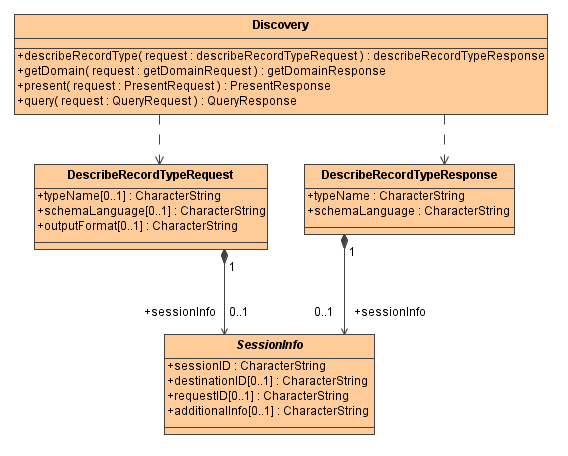 Discovery
+describeRecordType( request : describeRecordTypeRequest ) : describeRecordTypeResponse
+getDomain( request : getDomainRequest ) : getDomainResponse
+present( request : PresentRequest ) : PresentResponse
+query( request : QueryRequest ) : QueryResponse
DescribeRecordTypeRequest
+typeName[0..1] : CharacterString
+schemaLanguage[0..1] : CharacterString
+outputFormat[0..1] : CharacterString
DescribeRecordTypeResponse
+typeName : CharacterString
+schemaLanguage : CharacterString
1
1
+sessionInfo 0..1
0..1 +sessionInfo
SessionInfo
+sessionID : CharacterString
+destinationID[0..1] : CharacterString
+requestID[0..1] : CharacterString
+additionalInfo[0..1] : CharacterString